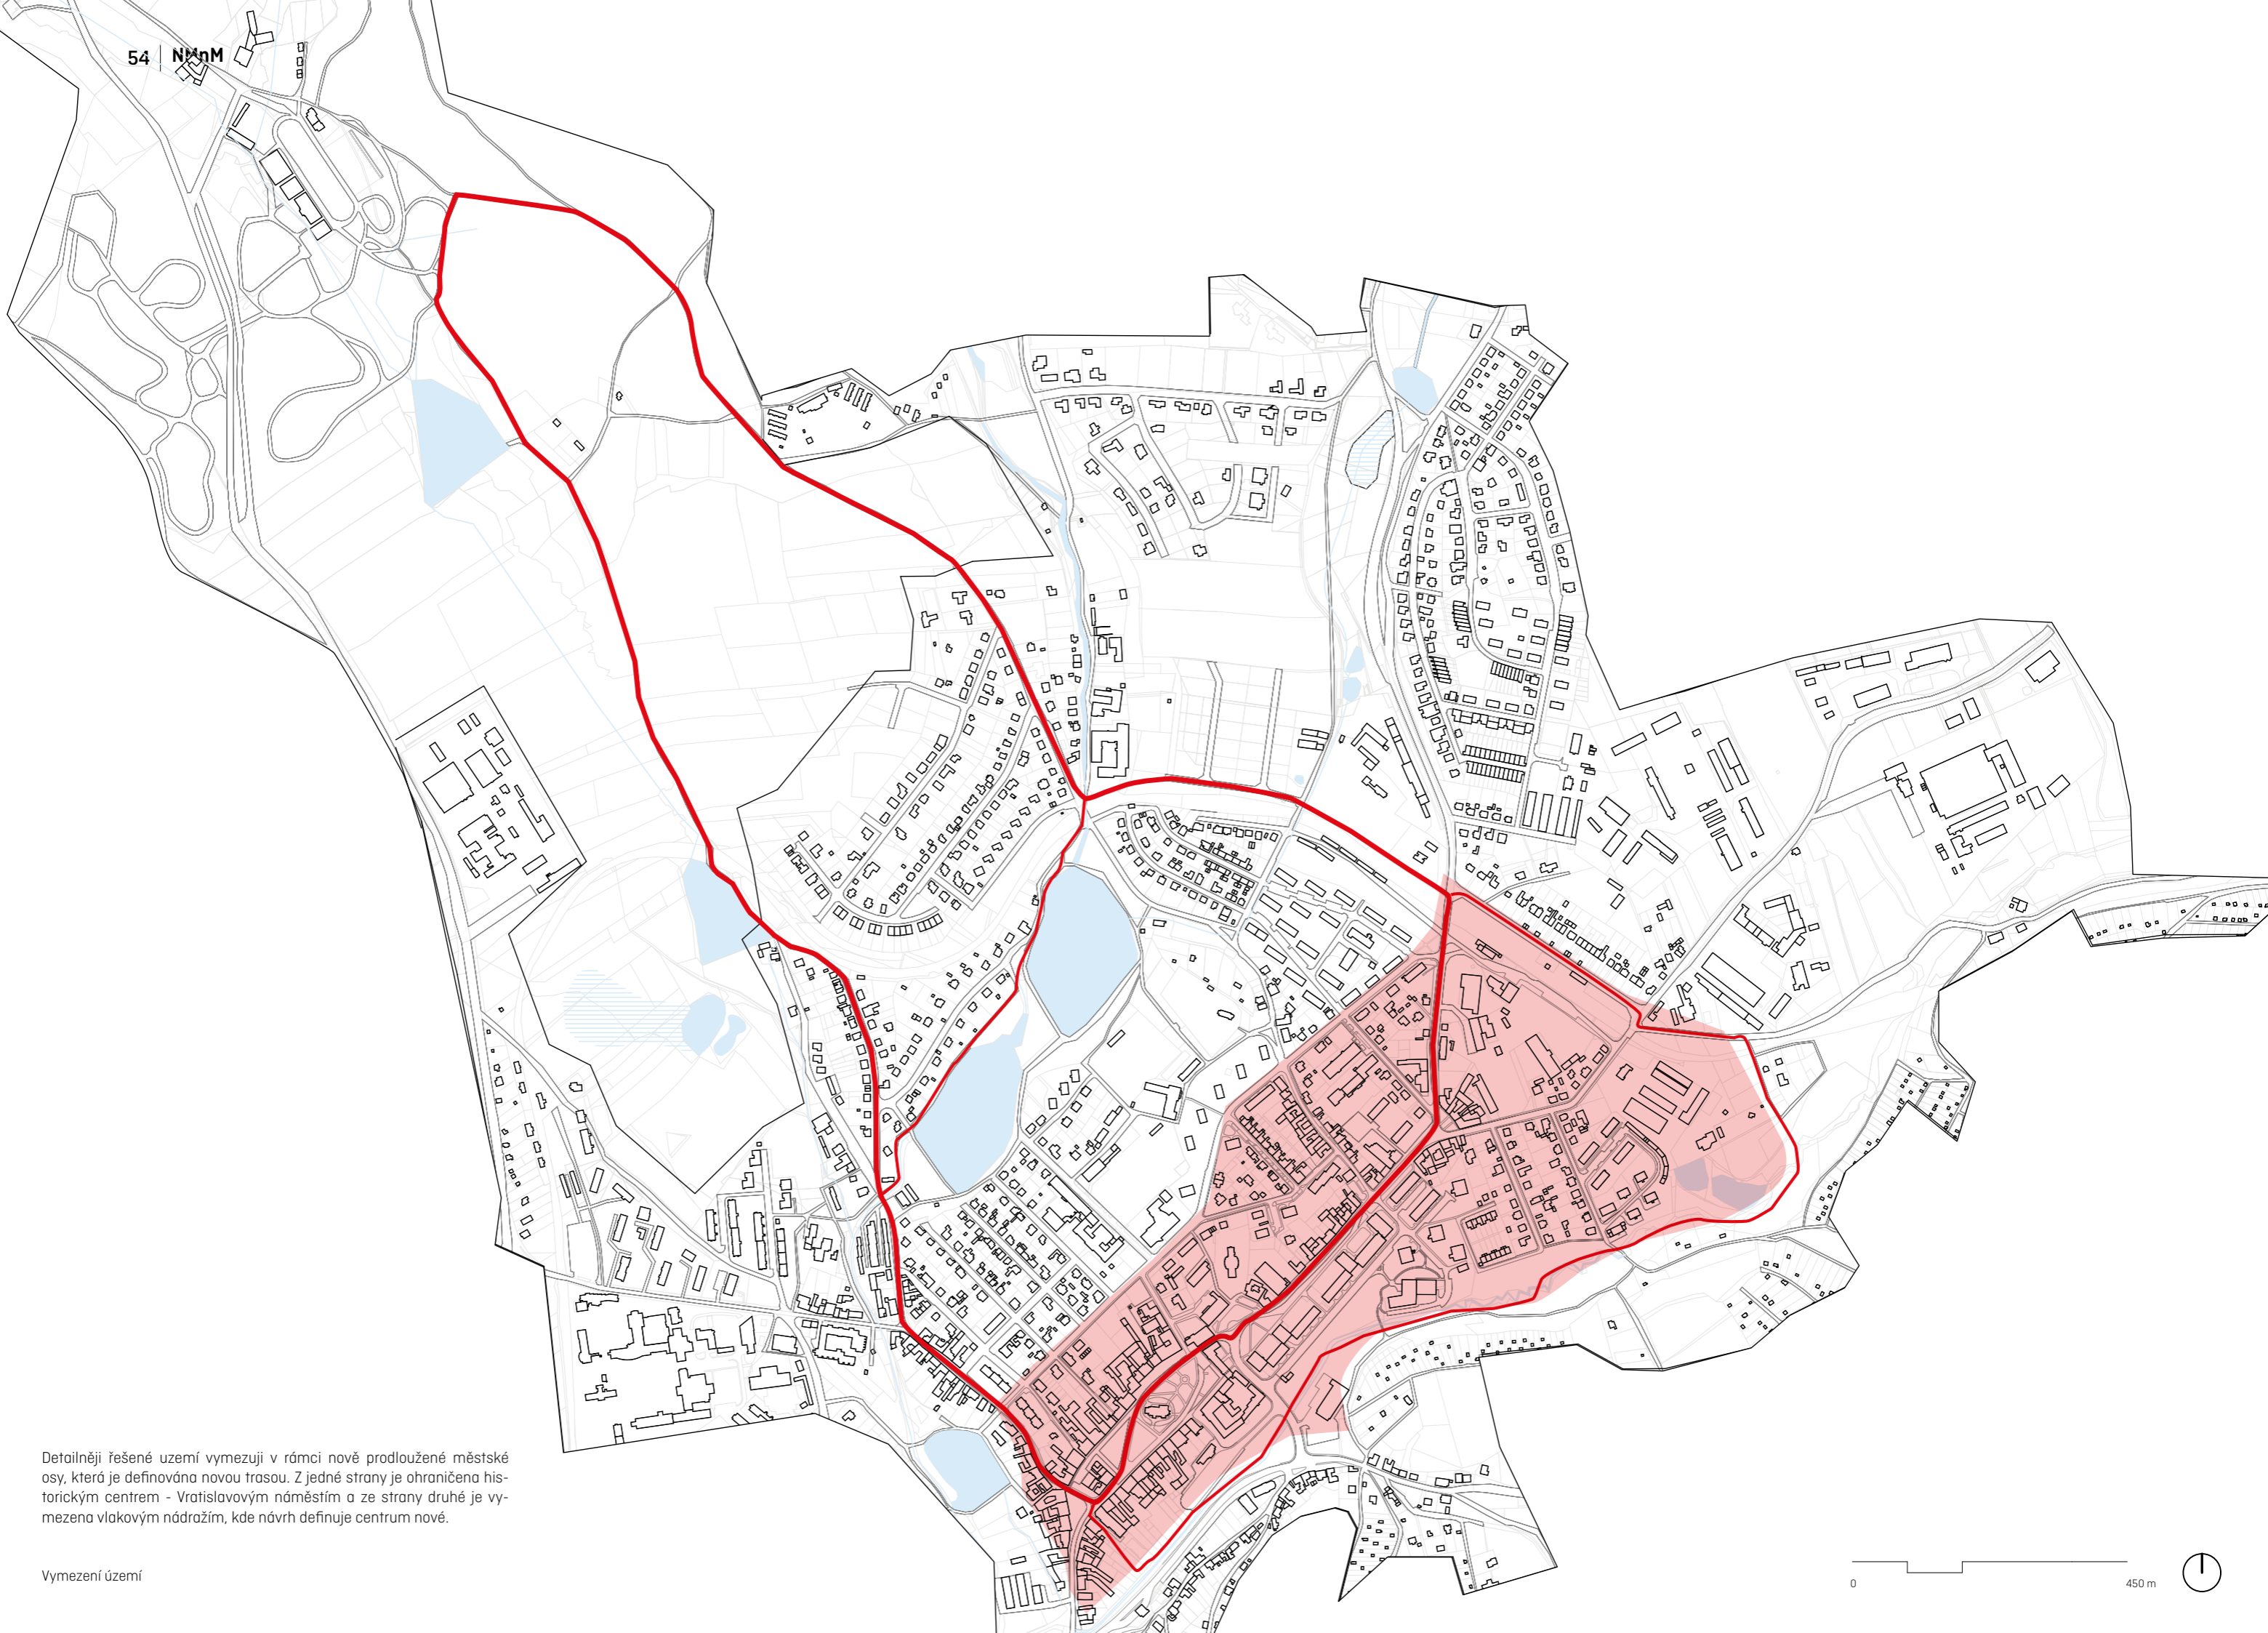 54 | NMnM
Detailněji řešené uzemí vymezuji v rámci nově prodloužené městské
osy, která je definována novou trasou. Z jedné strany je ohraničena his-
torickým centrem - Vratislavovým náměstím a ze strany druhé je vy-
mezena vlakovým nádražím, kde návrh definuje centrum nové.
Vymezení území
0
450 m